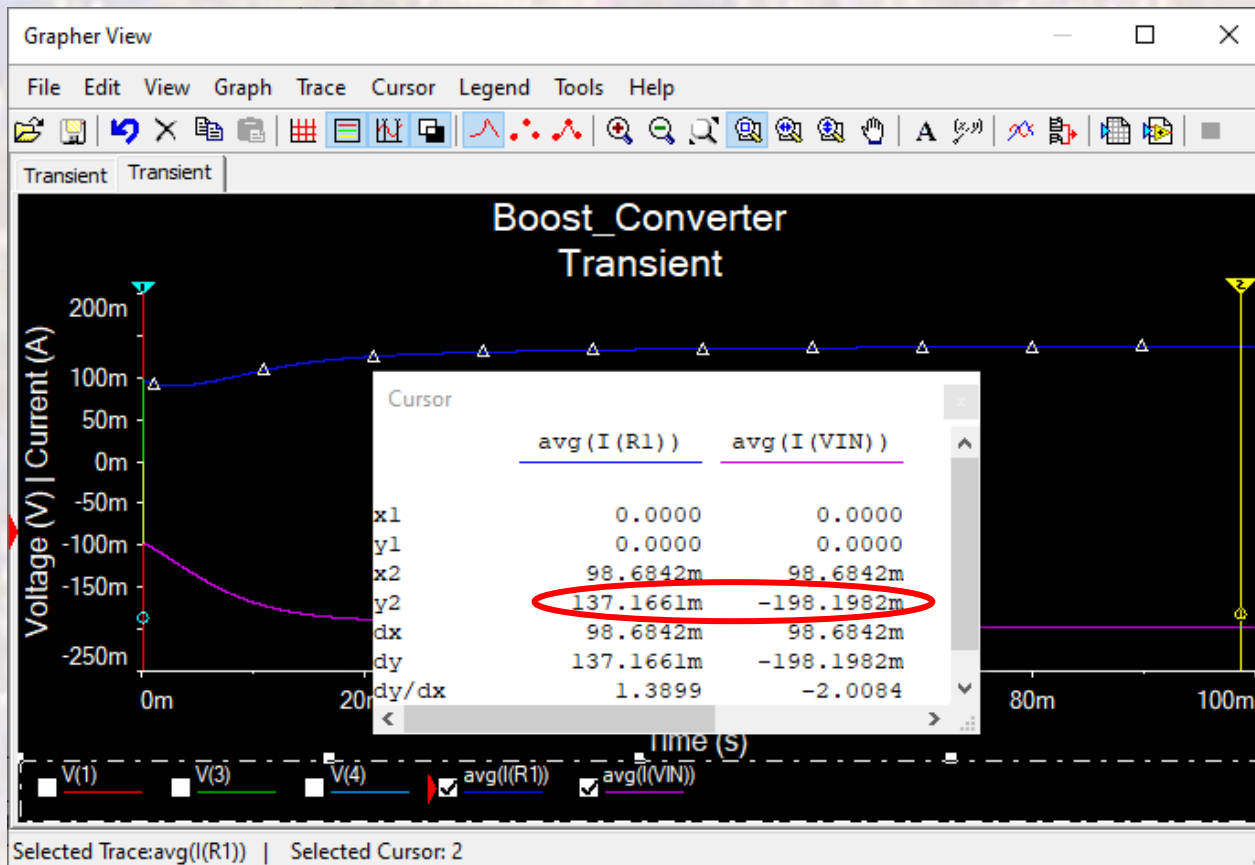 Grapher View
File Edit View Graph Trace Cursor Legend Tools Help
A (x,y)
Transient Transient
Boost_Converter
Transient
1 2
Voltage (V) | Current (A)
200m
100m
50m
0m
-50m
-100m
-150m
-250m
Cursor x
avg(I(R1)) avg(I(VIN))
x1 0.0000 0.0000
y1 0.0000 0.0000
x2 98.6842m 98.6842m
y2 137.1661m -198.1982m
dx 98.6842m 98.6842m
dy 137.1661m -198.1982m
dy/dx 1.3899 -2.0084
0m 80m 100m
Time (s)
V(1) V(3) V(4) avg(I(R1)) avg(I(VIN))
Selected Trace:avg(I(R1)) | Selected Cursor: 2